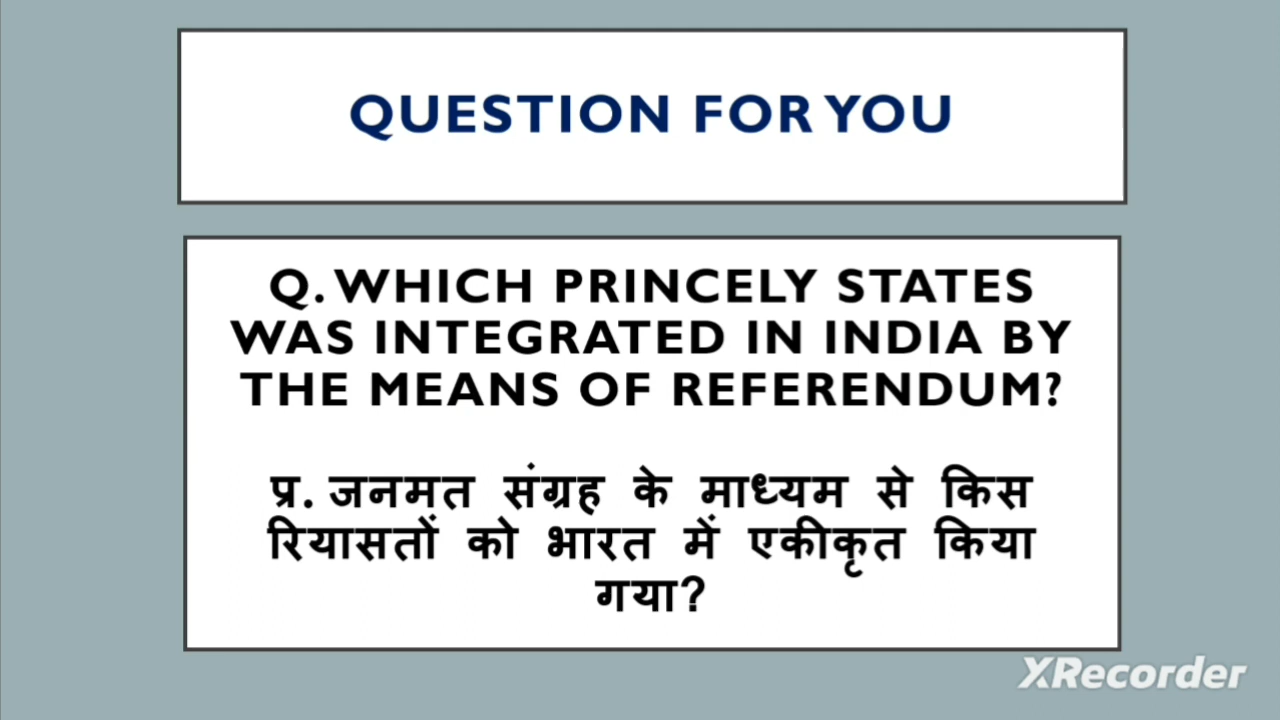 QUESTION FOR YOU
Q. WHICH PRINCELY STATES
WAS INTEGRATED IN INDIA BY
THE MEANS OF REFERENDUM?
प्र. जनमत संग्रह के माध्यम से किस
रियासतों को भारत में एकीकृत किया
गया?
XRecorder